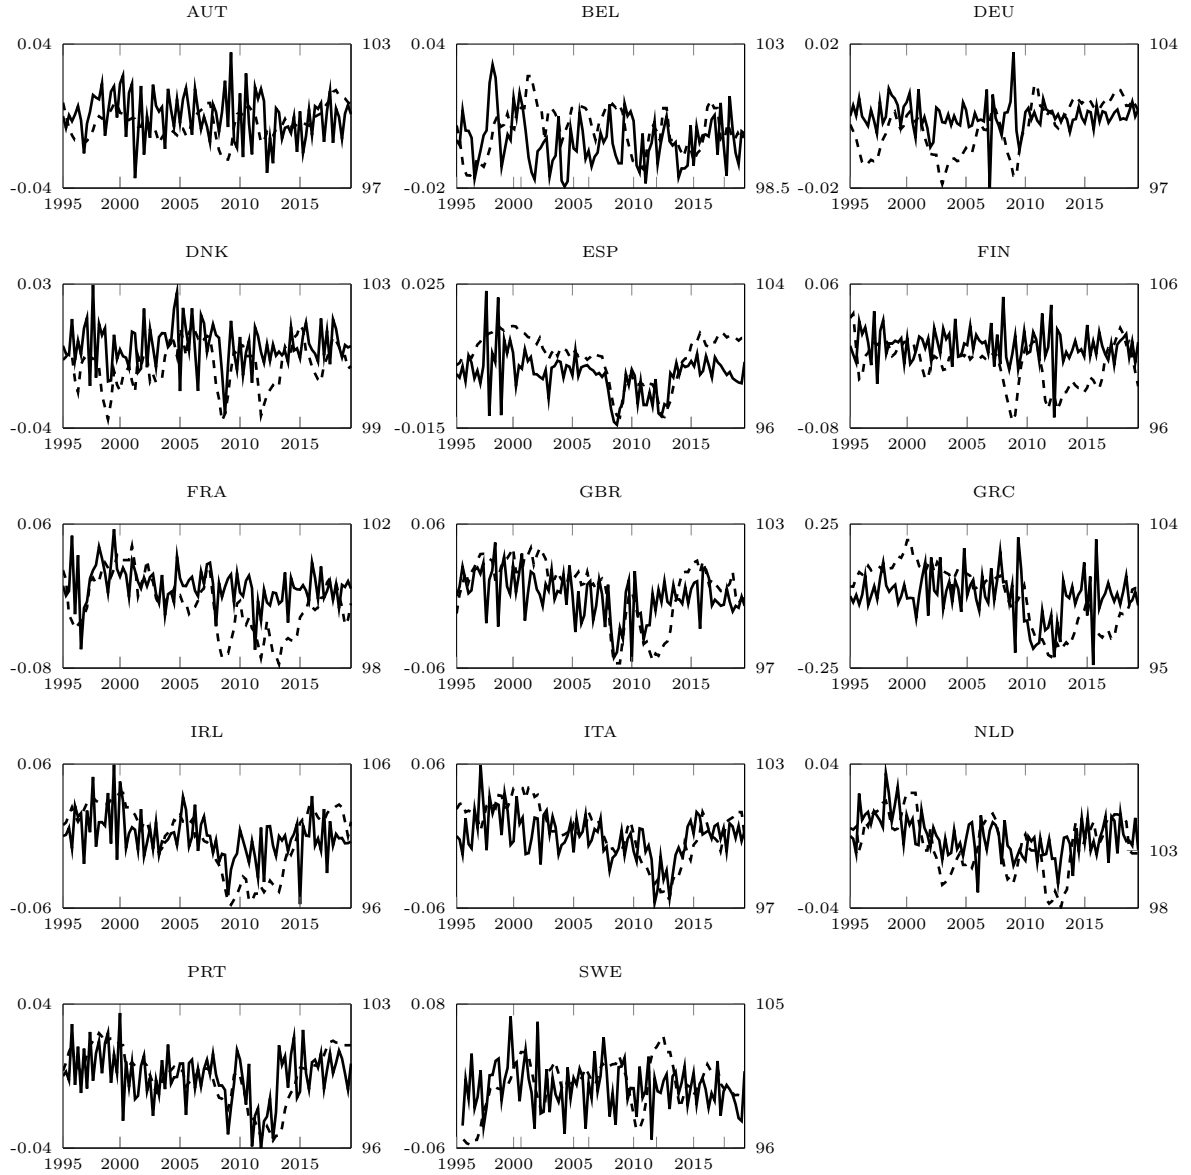 AUT BEL DEU
0.04 103 0.04 103 0.02 104
-0.04 97 -0.02 98.5 -0.02 97
1995 2000 2005 2010 2015 1995 2000 2005 2010 2015 1995 2000 2005 2010 2015
DNK ESP FIN
0.03 103 0.025 104 0.06 106
-0.04 99 -0.015 96 -0.08 96
1995 2000 2005 2010 2015 1995 2000 2005 2010 2015 1995 2000 2005 2010 2015
FRA GBR GRC
0.06 102 0.06 103 0.25 104
-0.08 98 -0.06 97 -0.25 95
1995 2000 2005 2010 2015 1995 2000 2005 2010 2015 1995 2000 2005 2010 2015
IRL ITA NLD
0.06 106 0.06 103 0.04
103
-0.06 96 -0.06 97 -0.04 98
1995 2000 2005 2010 2015 1995 2000 2005 2010 2015 1995 2000 2005 2010 2015
PRT SWE
0.04 103 0.08 105
-0.04 96 -0.06 96
1995 2000 2005 2010 2015 1995 2000 2005 2010 2015